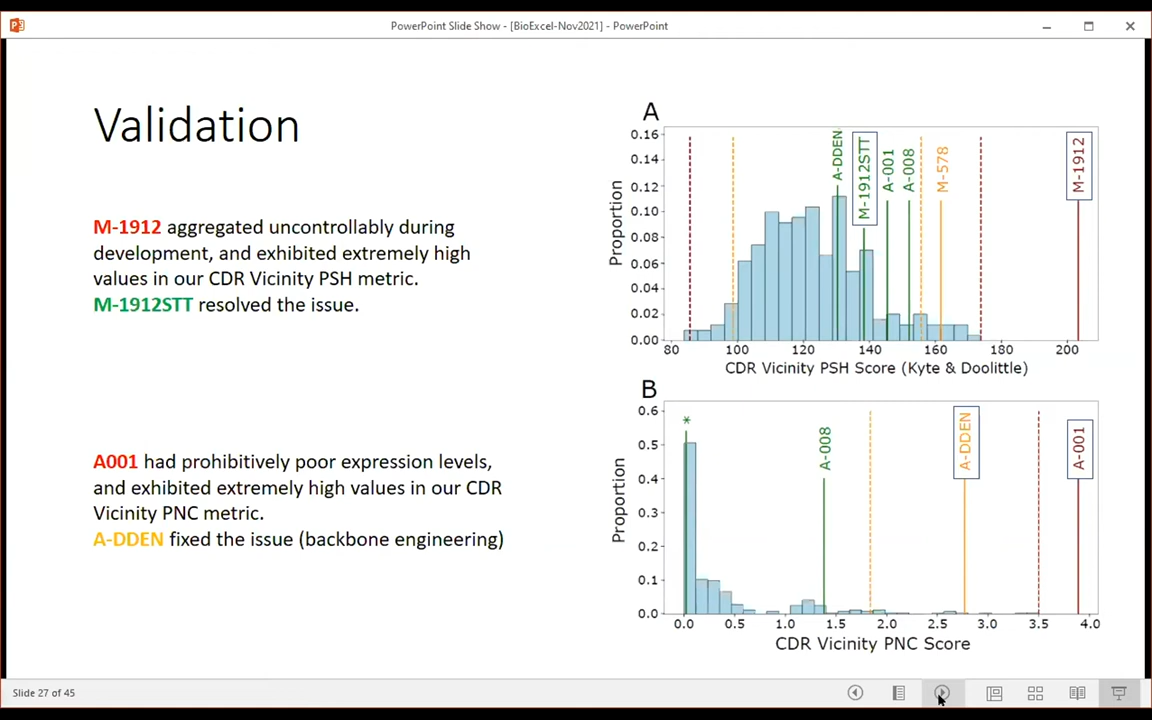 PowerPoint Slide Show - [BioExcel-Nov2021] - PowerPoint
Validation
M-1912 aggregated uncontrollably during
development, and exhibited extremely high
values in our CDR Vicinity PSH metric.
M-1912STT resolved the issue.
A001 had prohibitively poor expression levels,
and exhibited extremely high values in our CDR
Vicinity PNC metric.
A-DDEN fixed the issue (backbone engineering)
A
Proportion
0.16
0.14
0.12
0.10
0.08
0.06
0.04
0.02
0.00
A-DDEN
M-1912STT
A-001
A-008
M-578
M-1912
80 100 120 140 160 180 200
CDR Vicinity PSH Score (Kyte & Doolittle)
B
Proportion
0.6
0.5
0.4
0.3
0.2
0.1
0.0
*
A-008
A-DDEN
A-001
0.0 0.5 1.0 1.5 2.0 2.5 3.0 3.5 4.0
CDR Vicinity PNC Score
Slide 27 of 45